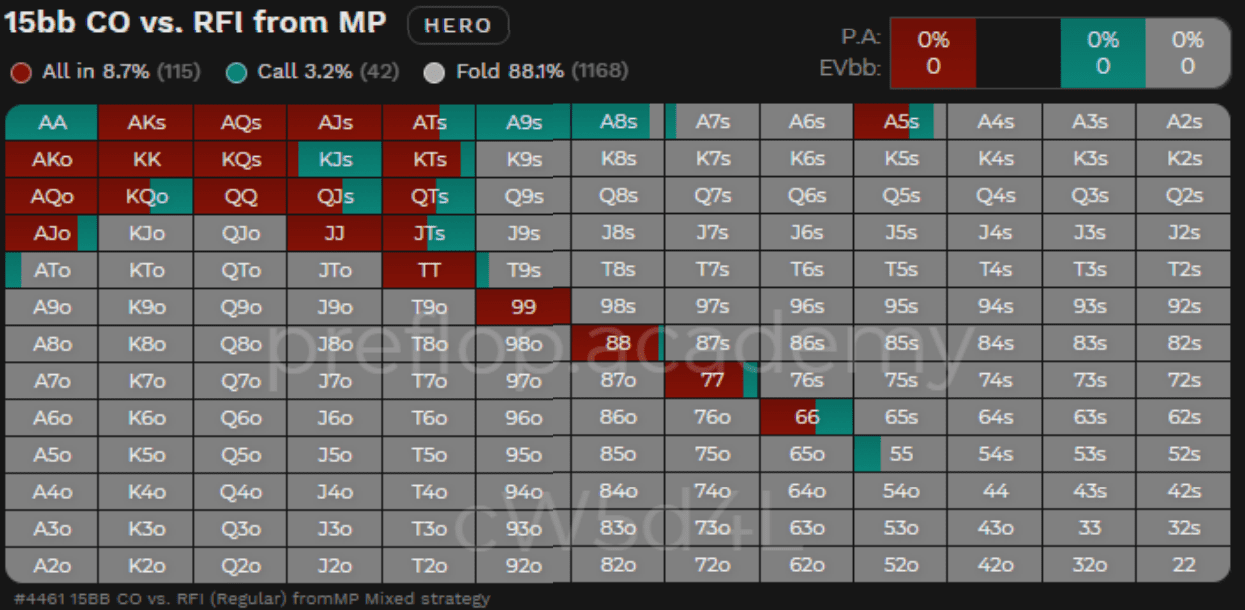 15bb CO vs. RFI from MP HERO
P.A: 0% 0% 0%
All in 8.7% (115) Call 3.2% (42) Fold 88.1% (1168)
EVbb: 0 0 0
AA AKs AQs AJs ATs A9s A8s A7s A6s A5s A4s A3s A2s
AKo KK KQs KJs KTs K9s K8s K7s K6s K5s K4s K3s K2s
AQo KQo QQ QJs QTs Q9s Q8s Q7s Q6s Q5s Q4s Q3s Q2s
AJo KJo QJo JJ JTs J9s J8s J7s J6s J5s J4s J3s J2s
ATo KTo QTo JTo TT T9s T8s T7s T6s T5s T4s T3s T2s
A9o K9o Q9o J9o T9o 99 98s 97s 96s 95s 94s 93s 92s
preflop.academy
A8o K8o Q8o J8o T8o 98o 88 87s 86s 85s 84s 83s 82s
A7o K7o Q7o J7o T7o 97o 87o 77 76s 75s 74s 73s 72s
A6o K6o Q6o J6o T6o 96o 86o 76o 66 65s 64s 63s 62s
A5o K5o Q5o J5o T5o 95o 85o 75o 65o 55 54s 53s 52s
A4o K4o Q4o J4o T4o 94o 84o 74o 64o 54o 44 43s 42s
cW5d4L
A3o K3o Q3o J3o T3o 93o 83o 73o 63o 53o 43o 33 32s
A2o K2o Q2o J2o T2o 92o 82o 72o 62o 52o 42o 32o 22
#4461 15BB CO vs. RFI (Regular) fromMP Mixed strategy